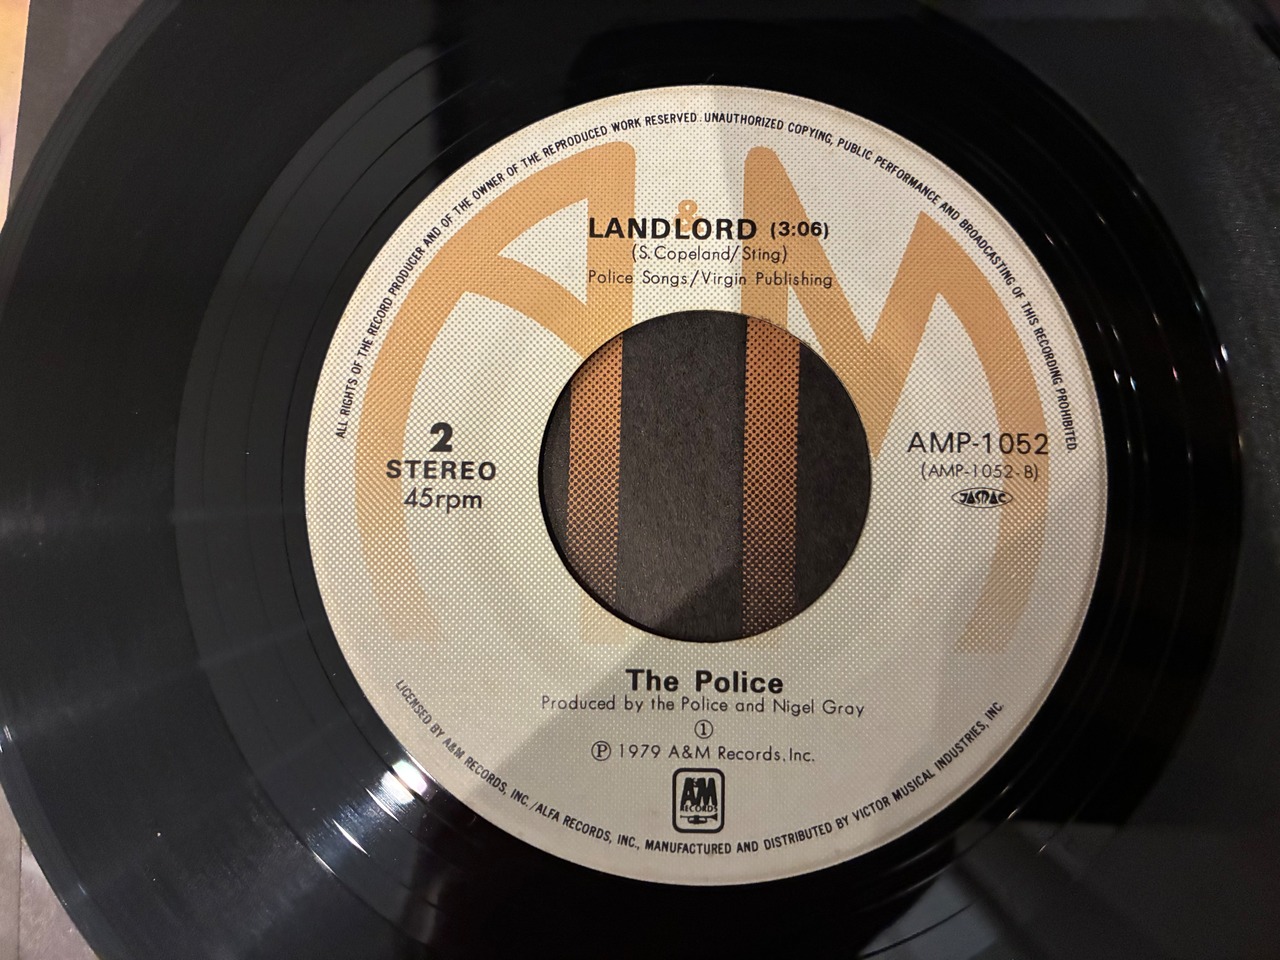 ALL RIGHTS OF THE RECORD PRODUCER AND OF THE OWNER OF THE REPRODUCED WORK RESERVED. UNAUTHORIZED COPYING, PUBLIC PERFORMANCE AND BROADCASTING OF THIS RECORDING PROHIBITED.
&
LANDLORD (3:06)
(S. Copeland/Sting)
Police Songs/Virgin Publishing
2
STEREO
45rpm
AMP-1052
(AMP-1052-B)
JASRAC
The Police
Produced by the Police and Nigel Gray
①
Ⓟ 1979 A&M Records, Inc.
A&M
RECORDS
LICENSED BY A&M RECORDS, INC./ALFA RECORDS, INC., MANUFACTURED AND DISTRIBUTED BY VICTOR MUSICAL INDUSTRIES, INC.